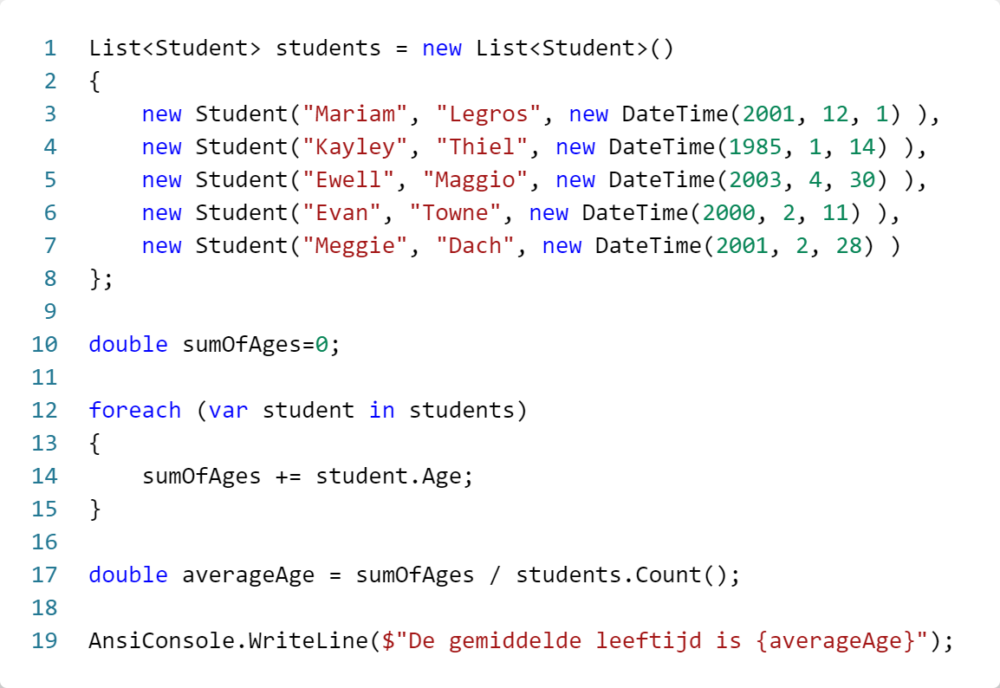 1 List<Student> students = new List<Student>()
2 {
3     new Student("Mariam", "Legros", new DateTime(2001, 12, 1) ),
4     new Student("Kayley", "Thiel", new DateTime(1985, 1, 14) ),
5     new Student("Ewell", "Maggio", new DateTime(2003, 4, 30) ),
6     new Student("Evan", "Towne", new DateTime(2000, 2, 11) ),
7     new Student("Meggie", "Dach", new DateTime(2001, 2, 28) )
8 };
9
10 double sumOfAges=0;
11
12 foreach (var student in students)
13 {
14     sumOfAges += student.Age;
15 }
16
17 double averageAge = sumOfAges / students.Count();
18
19 AnsiConsole.WriteLine($"De gemiddelde leeftijd is {averageAge}");